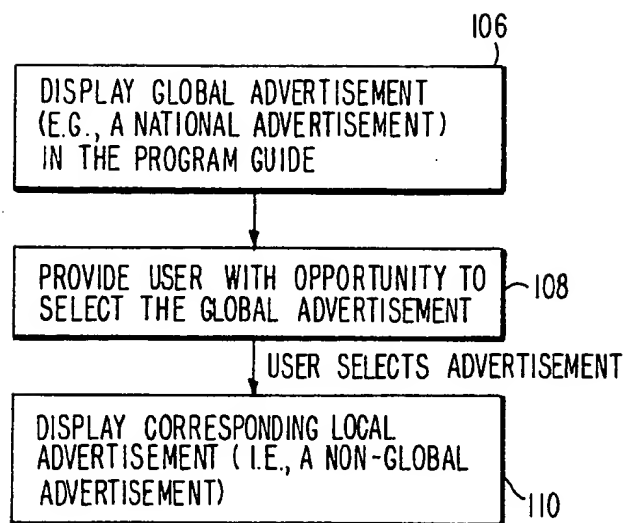 106
DISPLAY GLOBAL ADVERTISEMENT
(E.G., A NATIONAL ADVERTISEMENT)
IN THE PROGRAM GUIDE
PROVIDE USER WITH OPPORTUNITY TO
SELECT THE GLOBAL ADVERTISEMENT
108
USER SELECTS ADVERTISEMENT
DISPLAY CORRESPONDING LOCAL
ADVERTISEMENT (I.E., A NON-GLOBAL
ADVERTISEMENT)
110